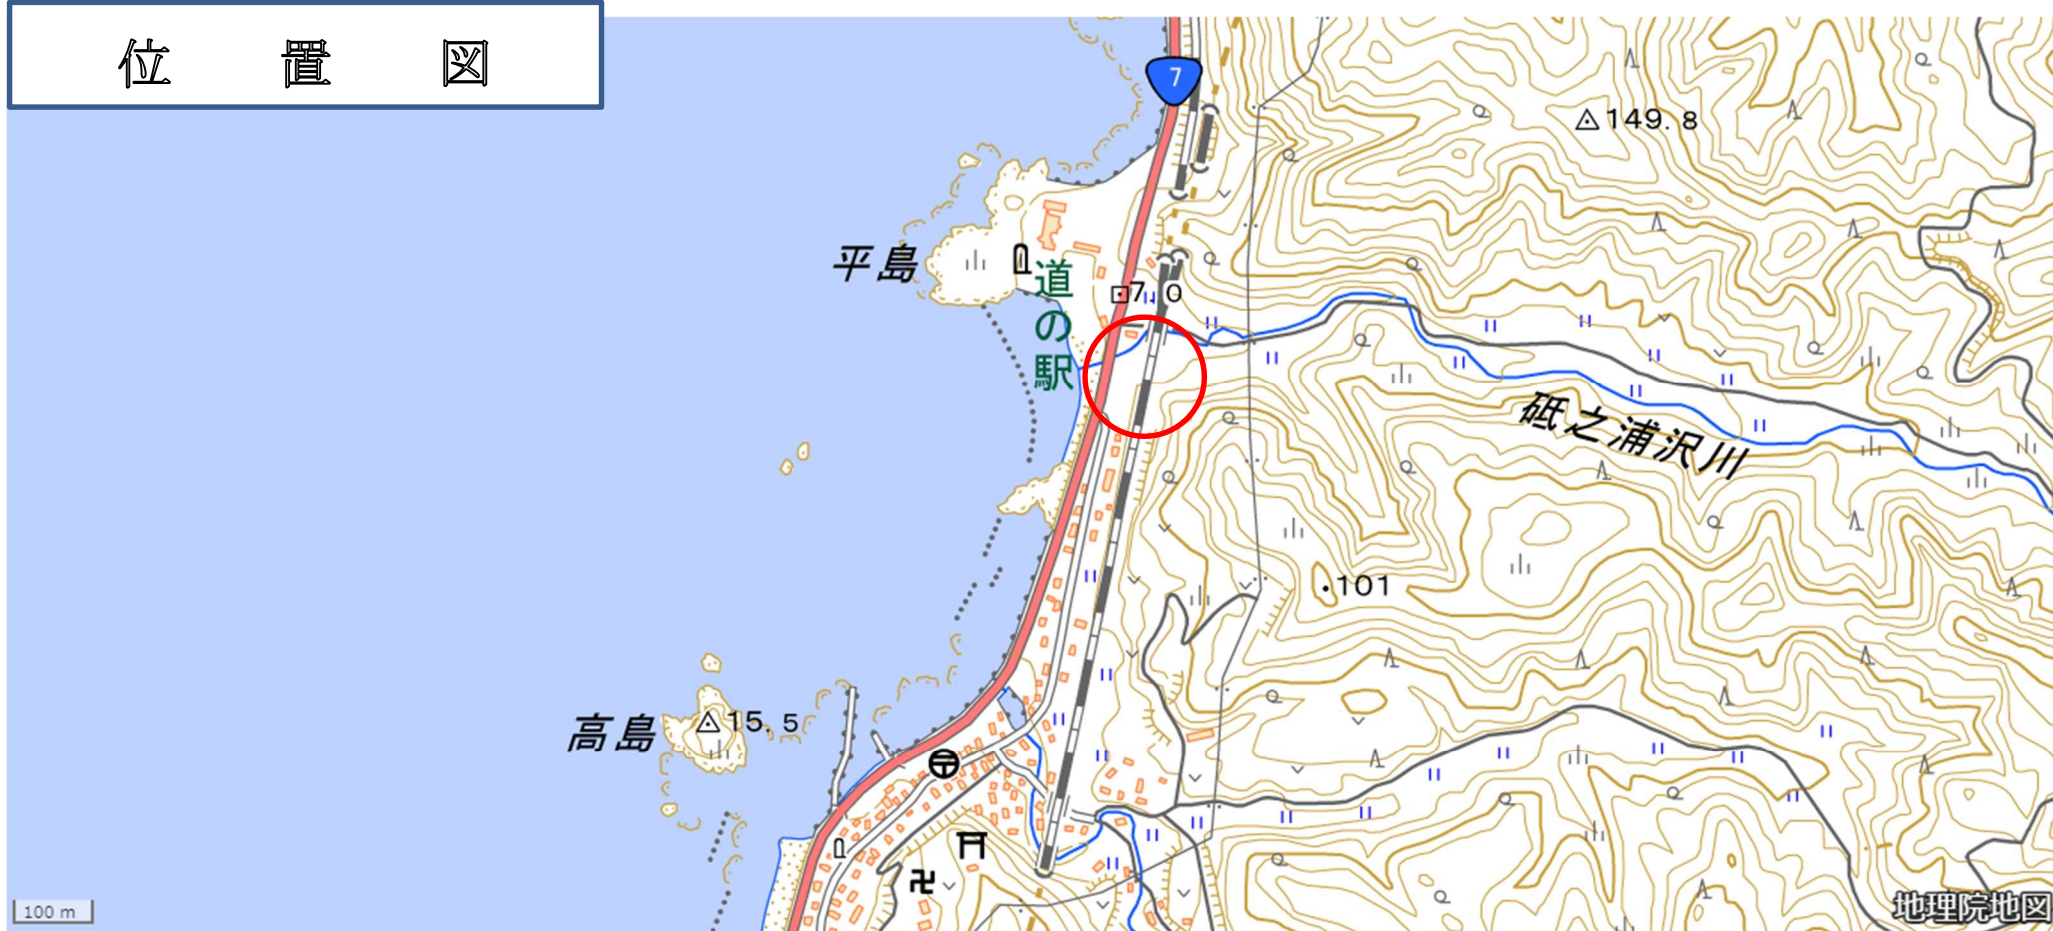 位 置 図
7
149.8
平島
道の駅
7.0
砥之浦沢川
101
高島
15.5
100 m
地理院地図